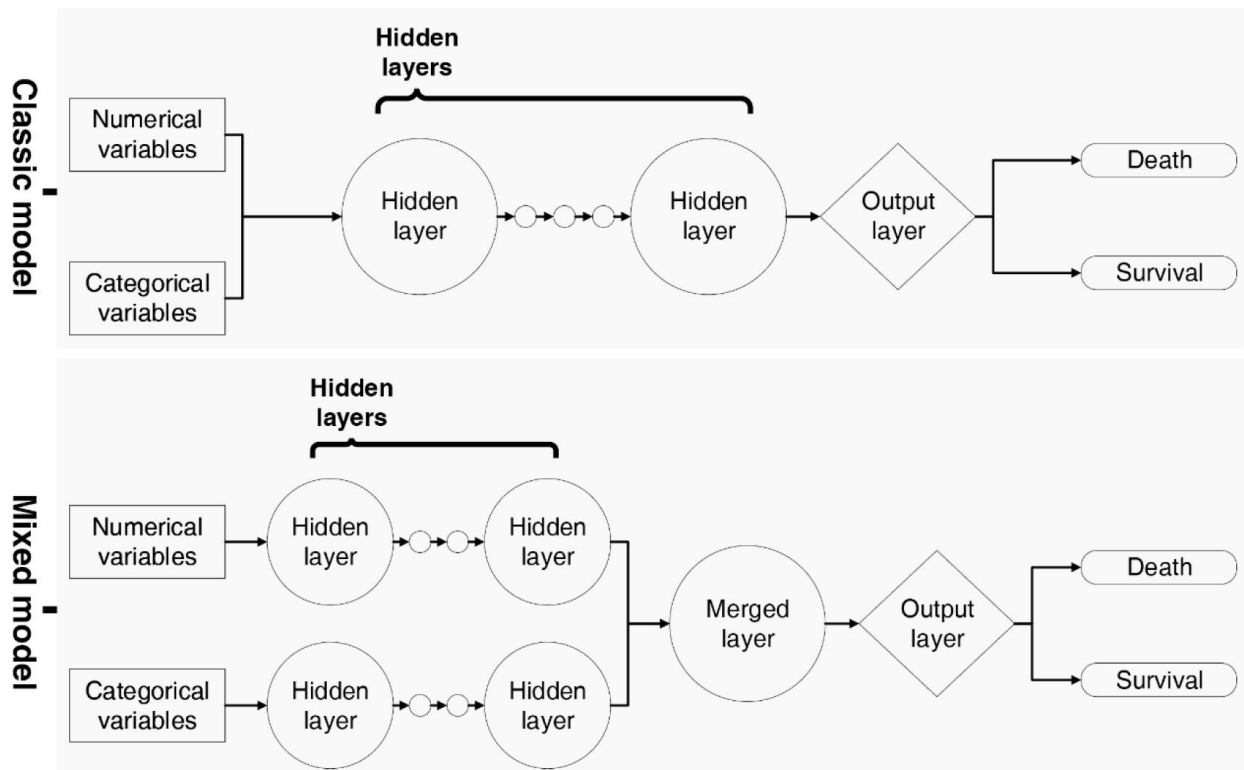 Classic model
Hidden
layers
Numerical
variables
Categorical
variables
Hidden
layer
Hidden
layer
Output
layer
Death
Survival
Mixed model
Hidden
layers
Numerical
variables
Hidden
layer
Hidden
layer
Categorical
variables
Hidden
layer
Hidden
layer
Merged
layer
Output
layer
Death
Survival